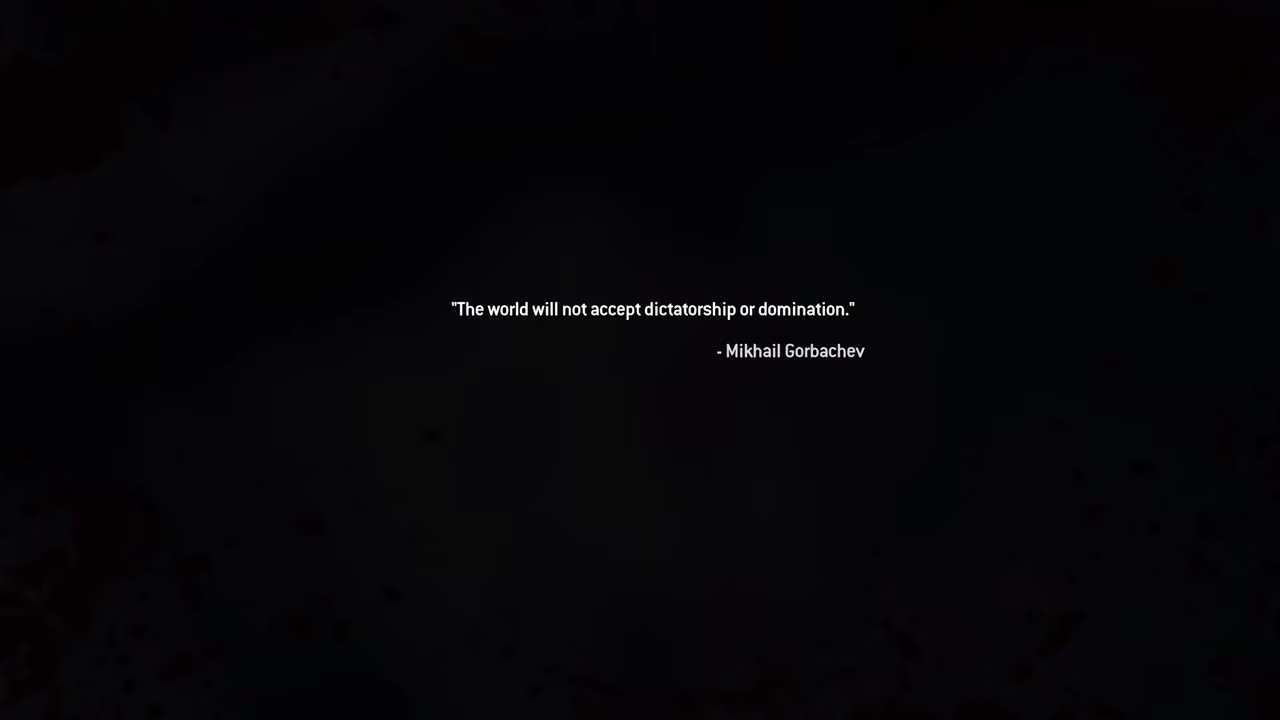 "The world will not accept dictatorship or domination."
- Mikhail Gorbachev